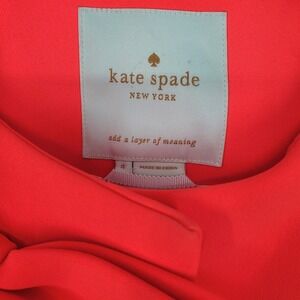 kate spade
NEW YORK
add a layer of meaning